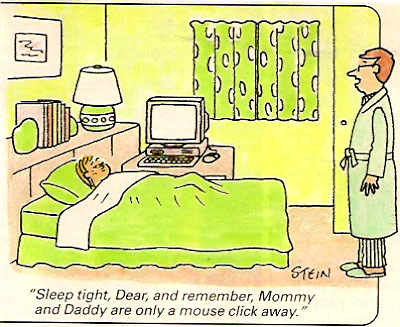 STEIN
"Sleep tight, Dear, and remember, Mommy
and Daddy are only a mouse click away."